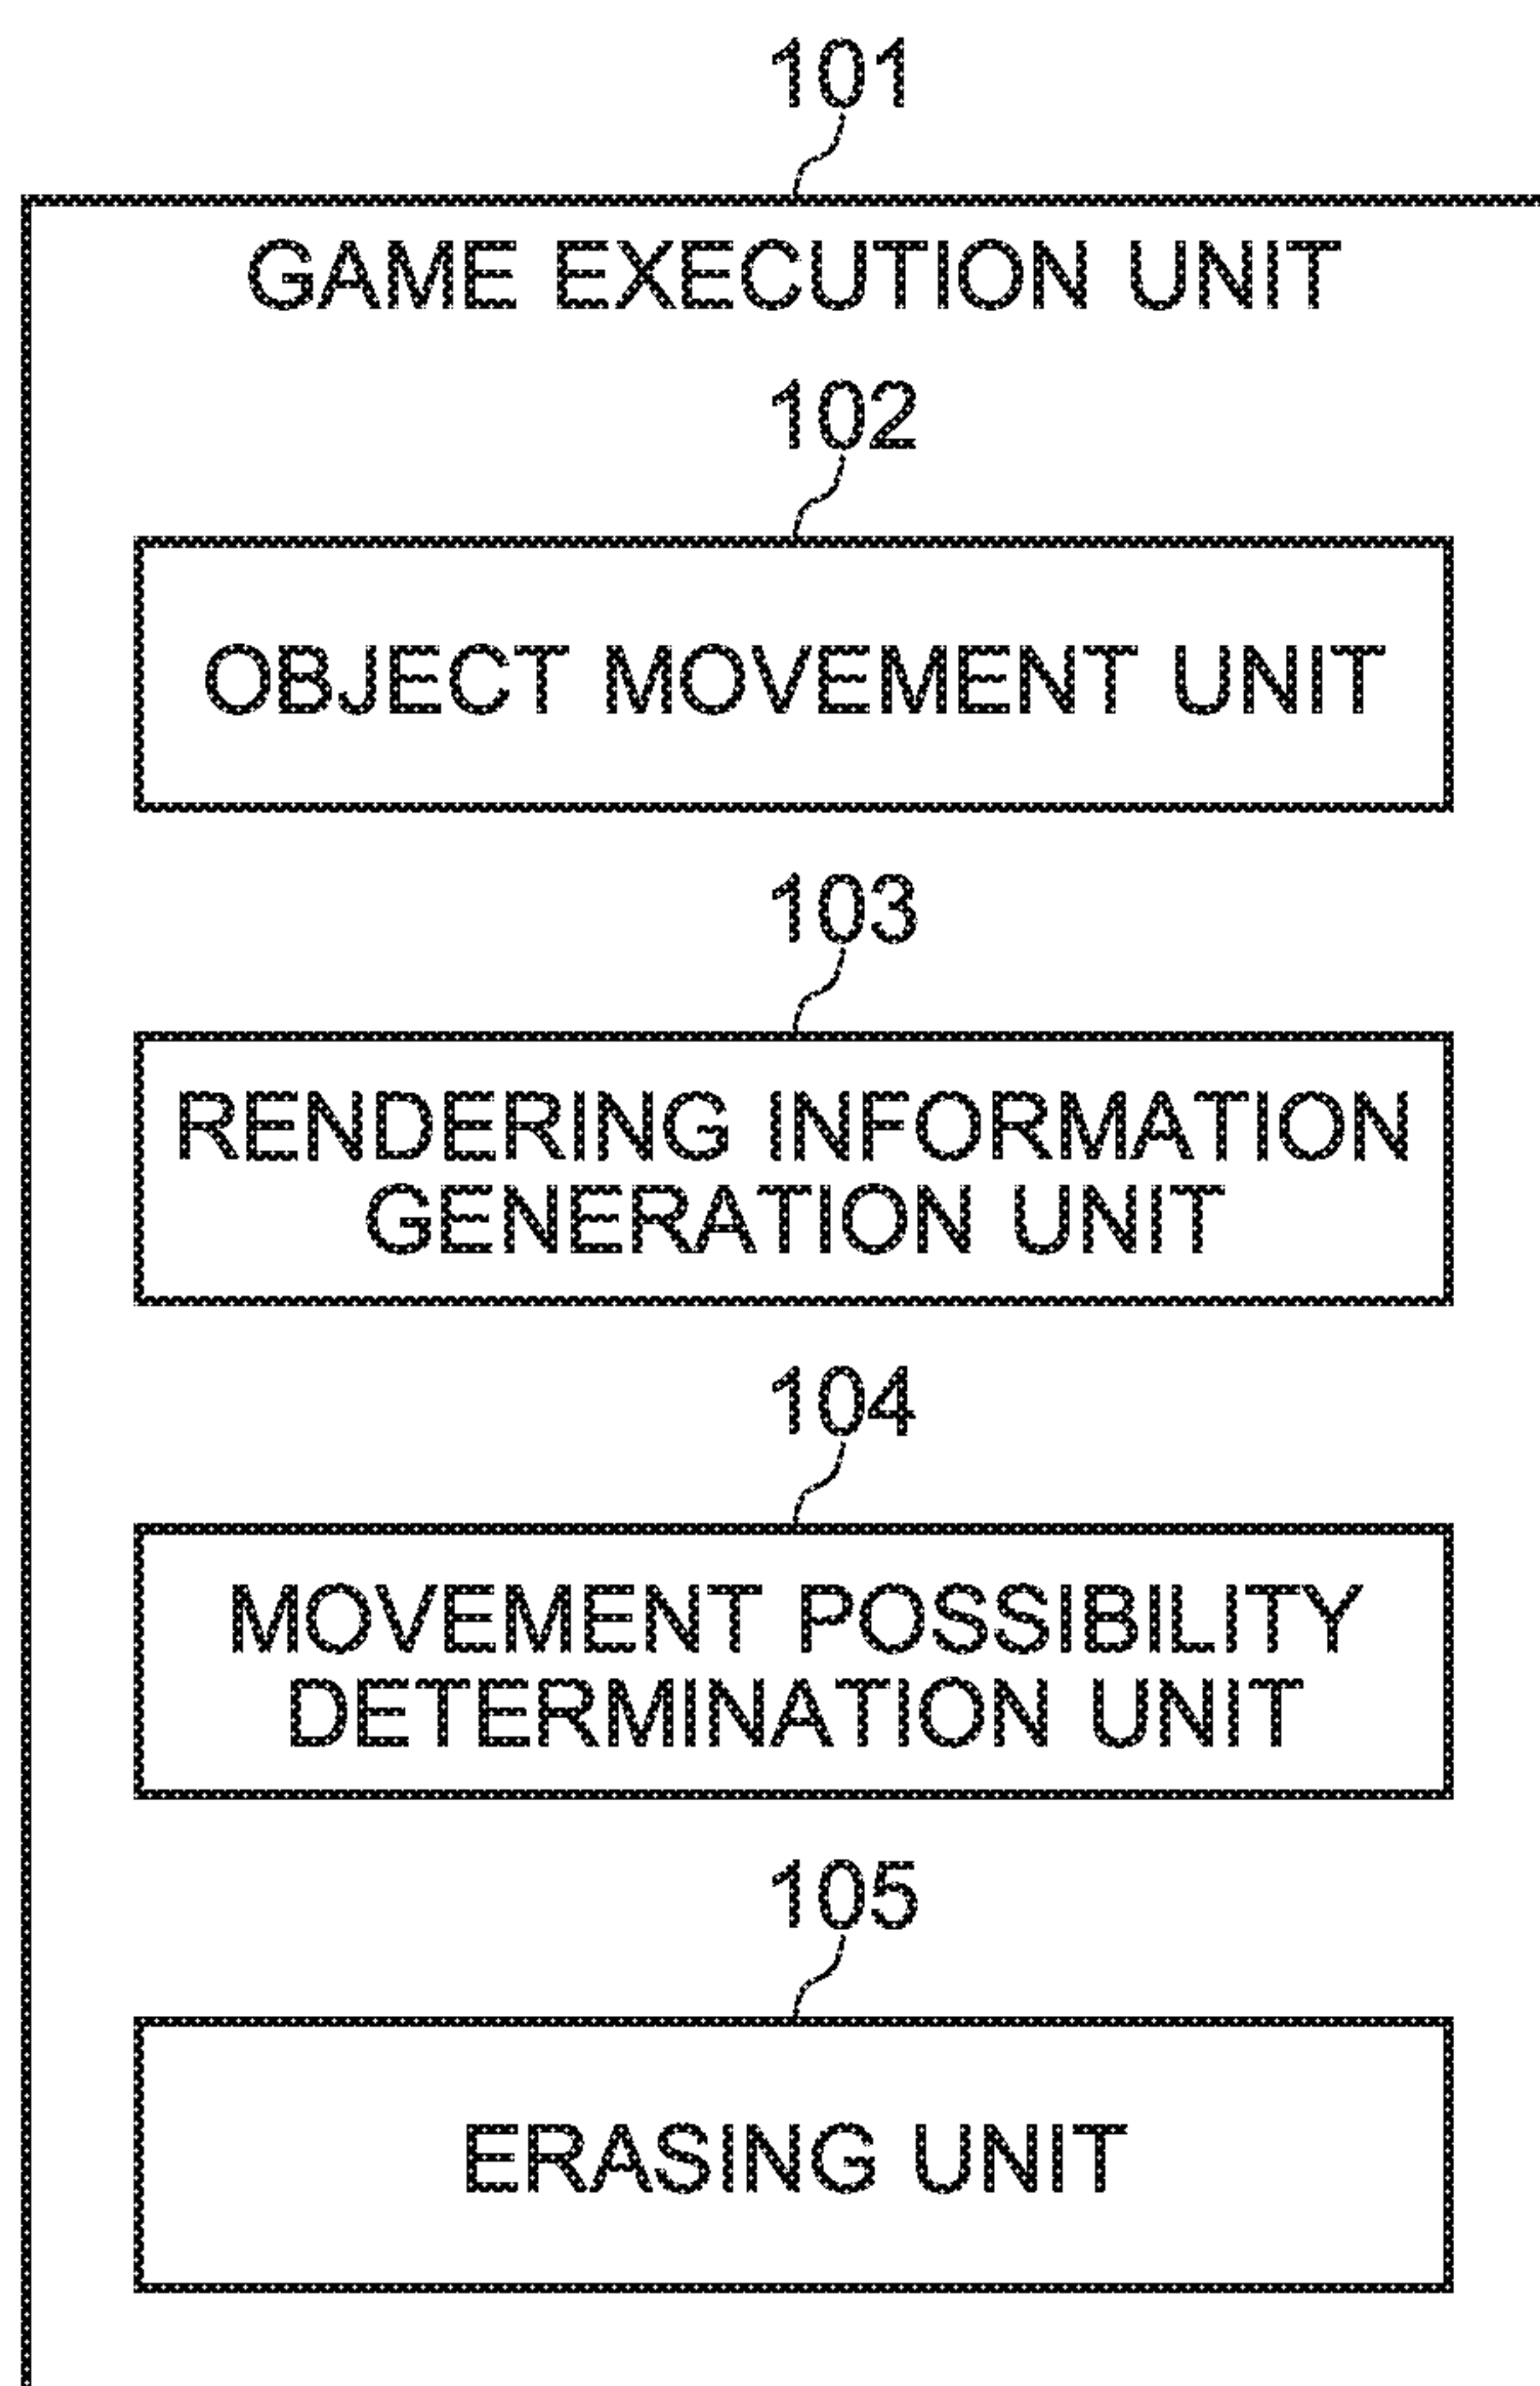 101
GAME EXECUTION UNIT
102
OBJECT MOVEMENT UNIT
103
RENDERING INFORMATION
GENERATION UNIT
104
MOVEMENT POSSIBILITY
DETERMINATION UNIT
105
ERASING UNIT